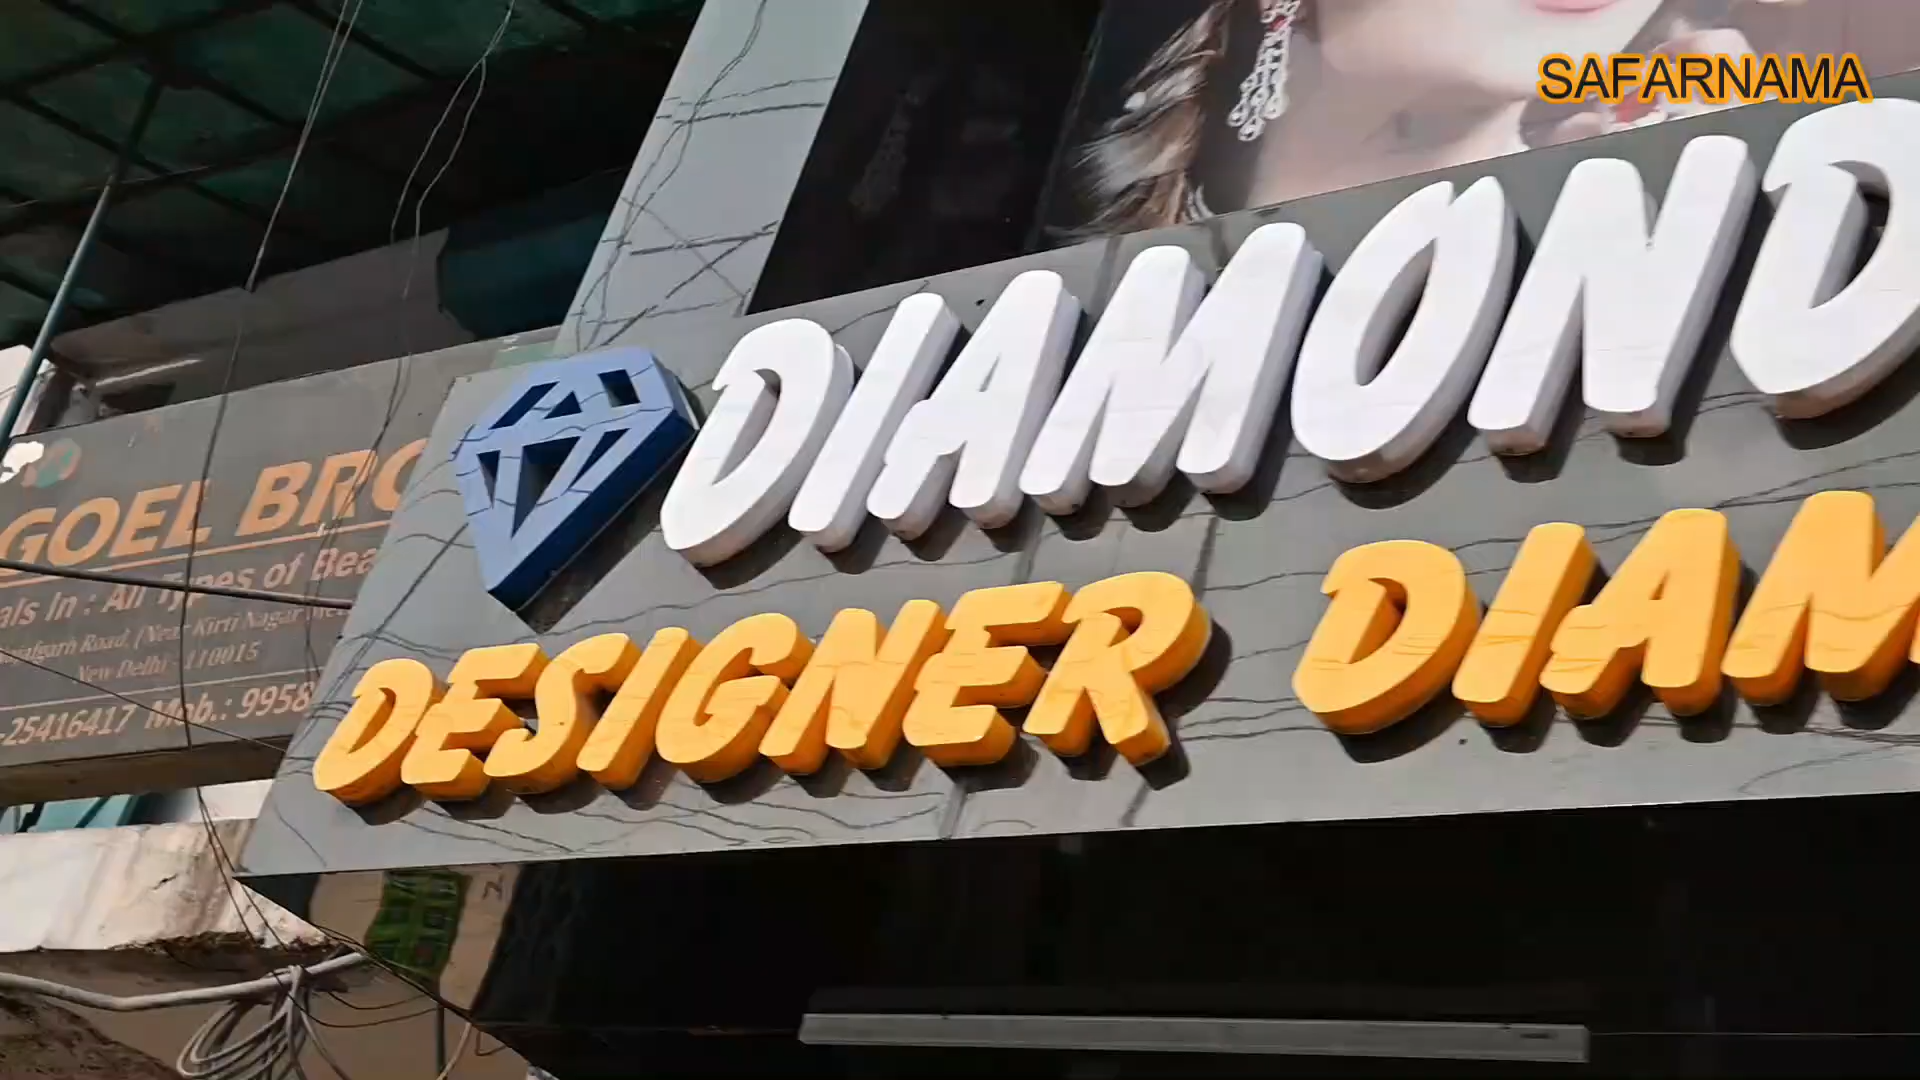 SAFARNAMA
DIAMOND
DESIGNER DIAM
GOEL BRO
All Types of Bea
als In :
Najafgarh Road, (Near Kirti Nagar
New Delhi - 110015
-25416417 Mob.: 9958